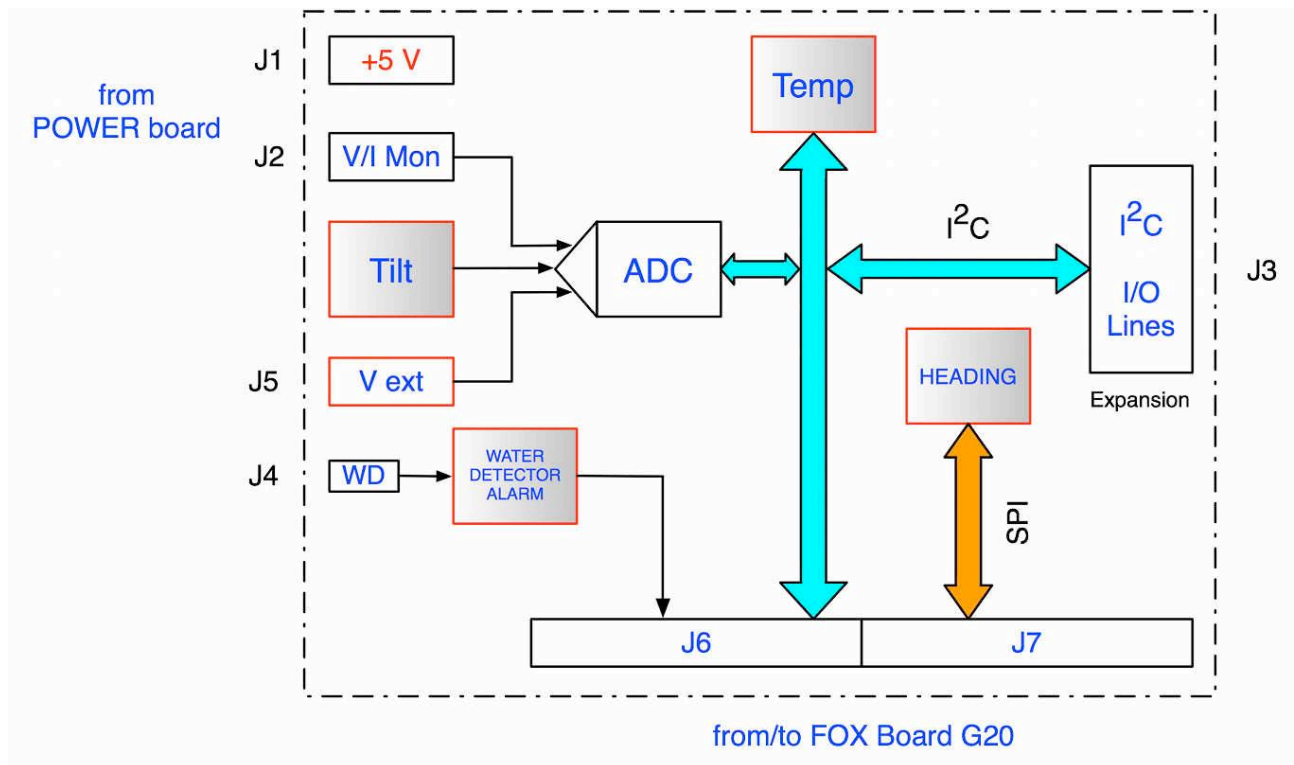 J1
+5 V
from
POWER board
J2
V/I Mon
Tilt
J5
V ext
J4
WD
WATER
DETECTOR
ALARM
ADC
Temp
I²C
I²C
I/O
Lines
J3
Expansion
HEADING
SPI
J6
J7
from/to FOX Board G20